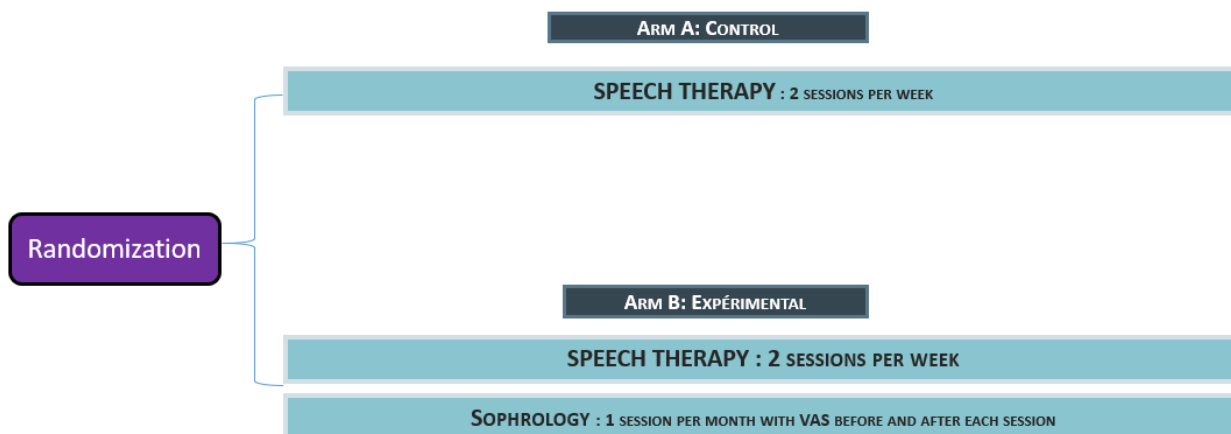 ARM A: CONTROL
SPEECH THERAPY : 2 SESSIONS PER WEEK
Randomization
ARM B: EXPÉRIMENTAL
SPEECH THERAPY : 2 SESSIONS PER WEEK
SOPHROLOGY : 1 SESSION PER MONTH WITH VAS BEFORE AND AFTER EACH SESSION